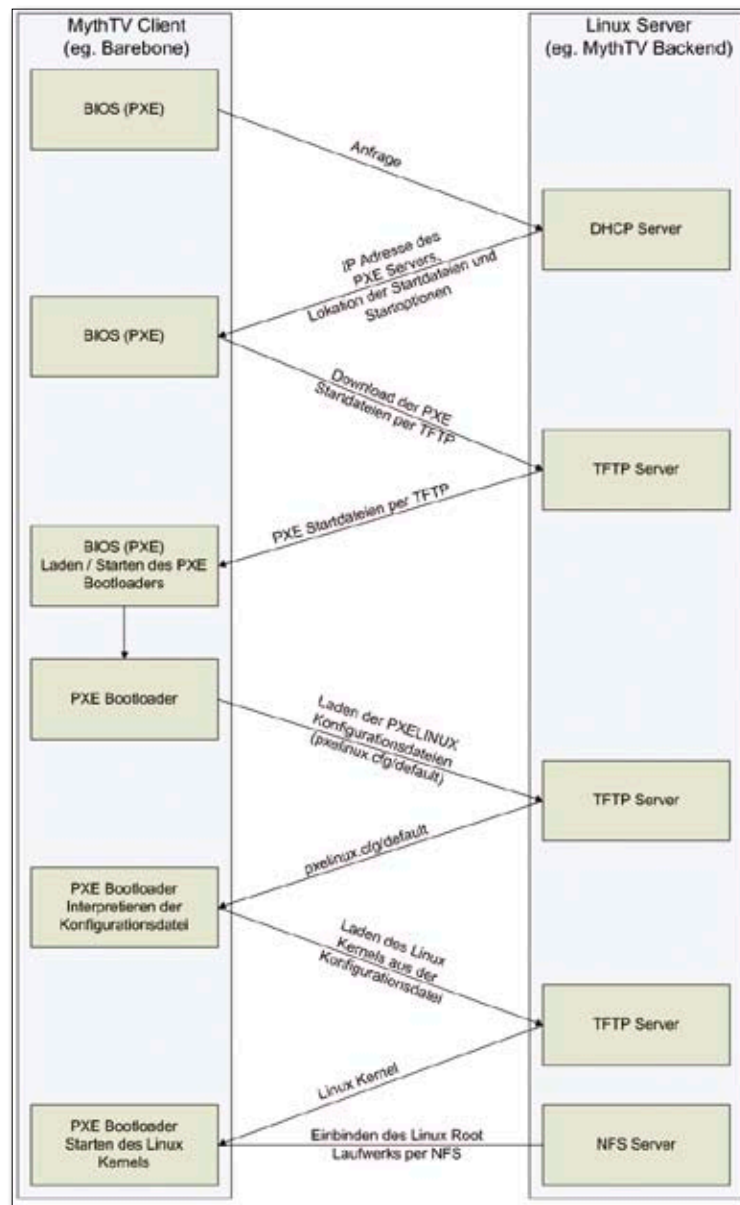 MythTV Client
(eg. Barebone)
Linux Server
(eg. MythTV Backend)
BIOS (PXE)
Anfrage
DHCP Server
IP Adresse des
PXE Servers,
Lokation der Startdateien und
Startoptionen
BIOS (PXE)
Download der PXE
Startdateien per TFTP
TFTP Server
PXE Startdateien per TFTP
BIOS (PXE)
Laden / Starten des PXE
Bootloaders
PXE Bootloader
Laden der PXELINUX
Konfigurationsdateien
(pxelinux.cfg/default)
TFTP Server
pxelinux.cfg/default
PXE Bootloader
Interpretieren der
Konfigurationsdatei
Laden des Linux
Kernels aus der
Konfigurationsdatei
TFTP Server
Linux Kernel
PXE Bootloader
Starten des Linux
Kernels
Einbinden des Linux Root
Laufwerks per NFS
NFS Server